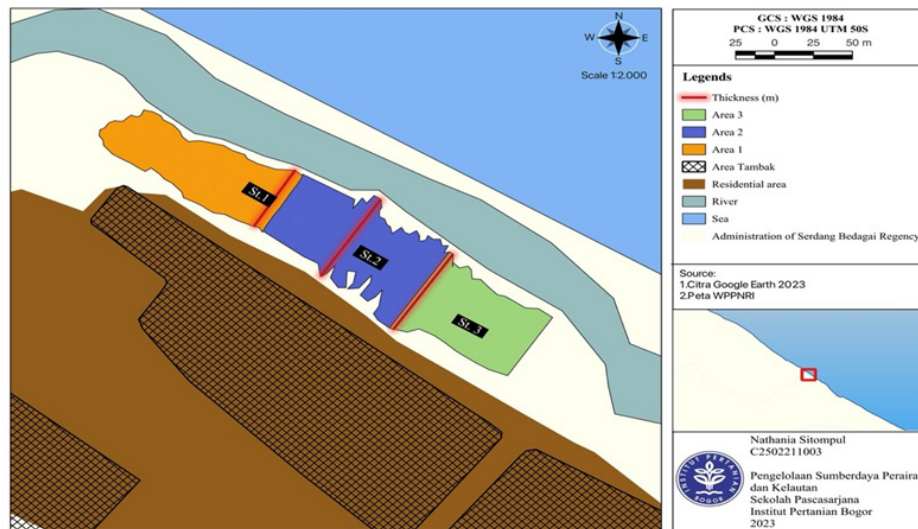 N
W E
S
Scale 1:2.000
St.1
St.2
St. 3
GCS : WGS 1984
PCS : WGS 1984 UTM 50S
25 0 25 50 m
Legends
Thickness (m)
Area 3
Area 2
Area 1
Area Tambak
Residential area
River
Sea
Administration of Serdang Bedagai Regency
Source:
1.Citra Google Earth 2023
2.Peta WPPNRI
INSTITUT PERTANIAN
BOGOR
Nathania Sitompul
C2502211003
Pengelolaan Sumberdaya Peraira
dan Kelautan
Sekolah Pascasarjana
Institut Pertanian Bogor
2023